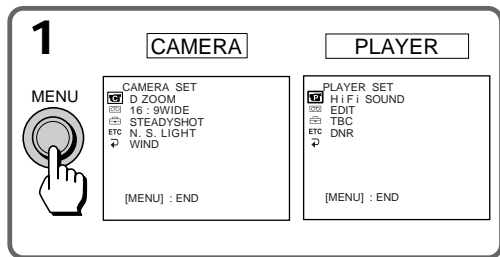 1
CAMERA
PLAYER
MENU
CAMERA SET
C D ZOOM
16 : 9WIDE
STEADYSHOT
ETC N. S. LIGHT
WIND
[MENU] : END
PLAYER SET
P HiFi SOUND
EDIT
TBC
ETC DNR
[MENU] : END